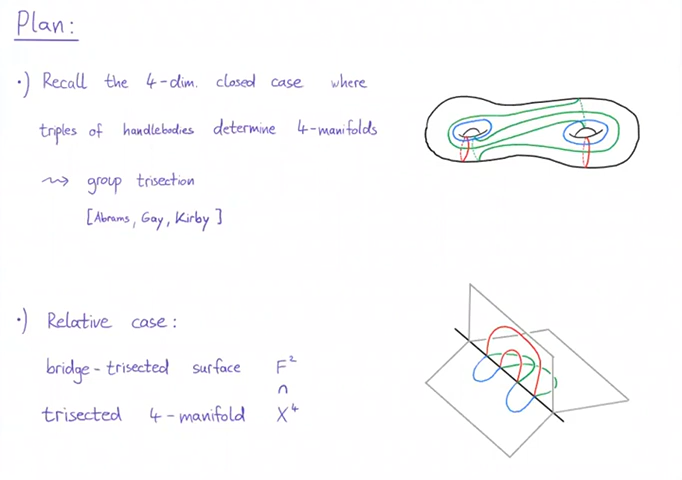 Plan:
•) Recall the 4-dim. closed case where
triples of handlebodies determine 4-manifolds
⇝ group trisection
[Abrams, Gay, Kirby]
•) Relative case:
bridge-trisected surface F²
∩
trisected 4-manifold X⁴